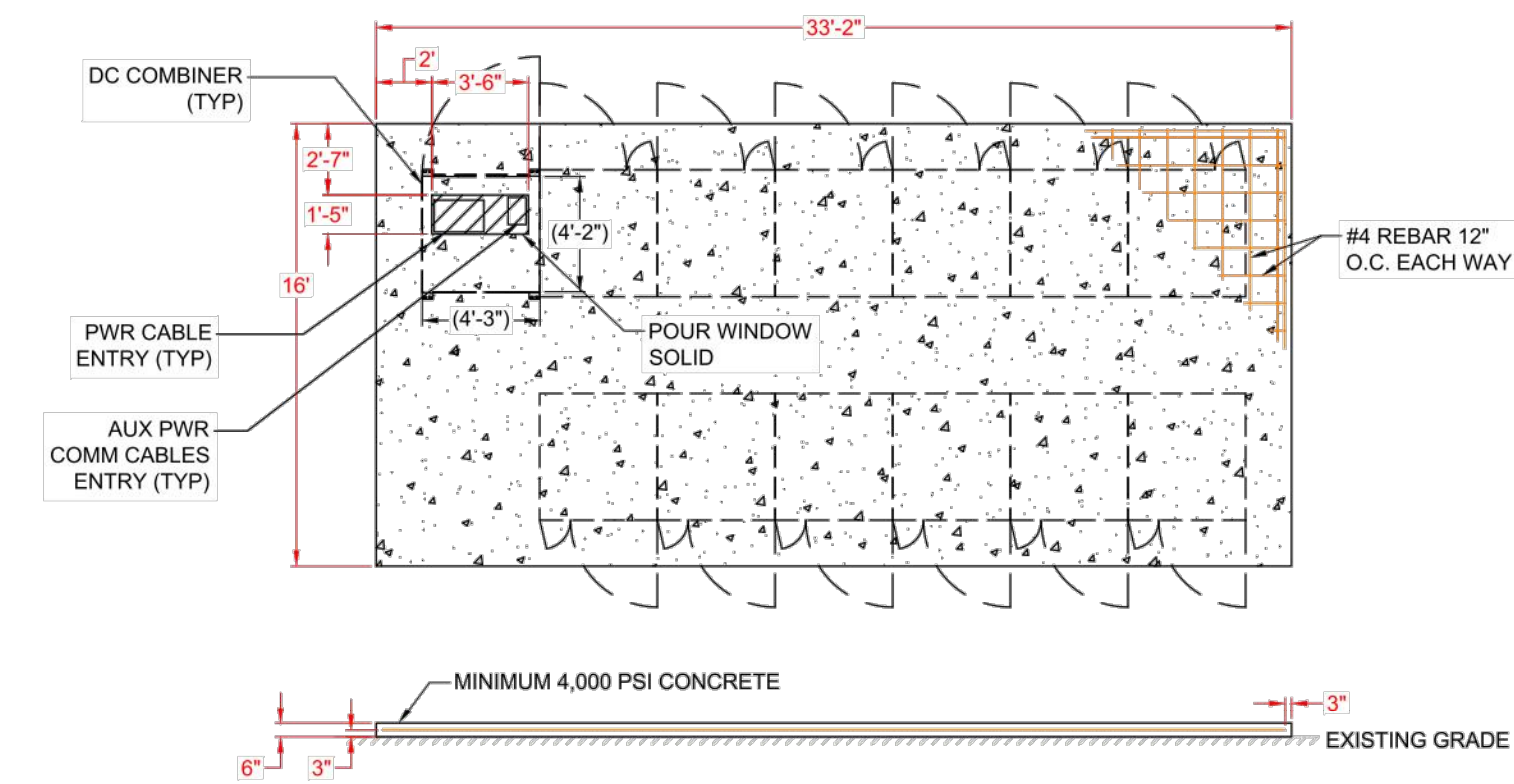 33'-2"
2'
3'-6"
DC COMBINER
(TYP)
2'-7"
1'-5"
(4'-2")
#4 REBAR 12"
O.C. EACH WAY
16'
(4'-3")
PWR CABLE
ENTRY (TYP)
POUR WINDOW
SOLID
AUX PWR
COMM CABLES
ENTRY (TYP)
MINIMUM 4,000 PSI CONCRETE
3"
EXISTING GRADE
6"
3"